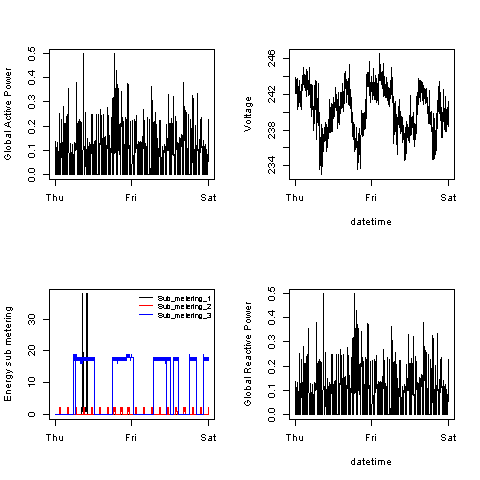 Global Active Power
0.0 0.1 0.2 0.3 0.4 0.5
Thu Fri Sat
Voltage
234 238 242 246
Thu Fri Sat
datetime
Energy sub metering
0 10 20 30
Thu Fri Sat
Sub_metering_1
Sub_metering_2
Sub_metering_3
Global Reactive Power
0.0 0.1 0.2 0.3 0.4 0.5
Thu Fri Sat
datetime